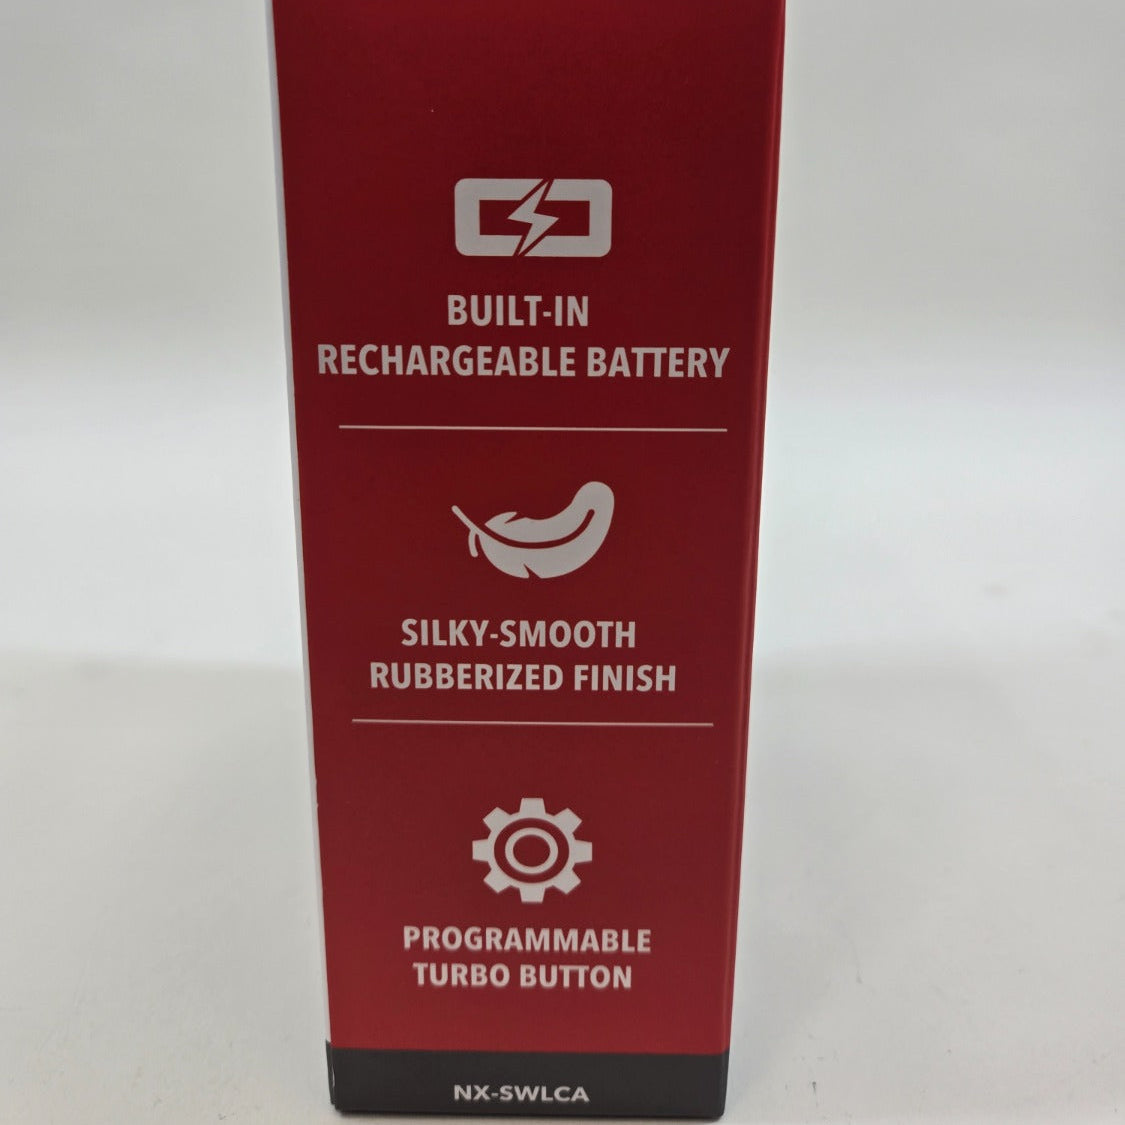 BUILT-IN
RECHARGEABLE BATTERY
SILKY-SMOOTH
RUBBERIZED FINISH
PROGRAMMABLE
TURBO BUTTON
NX-SWLCA